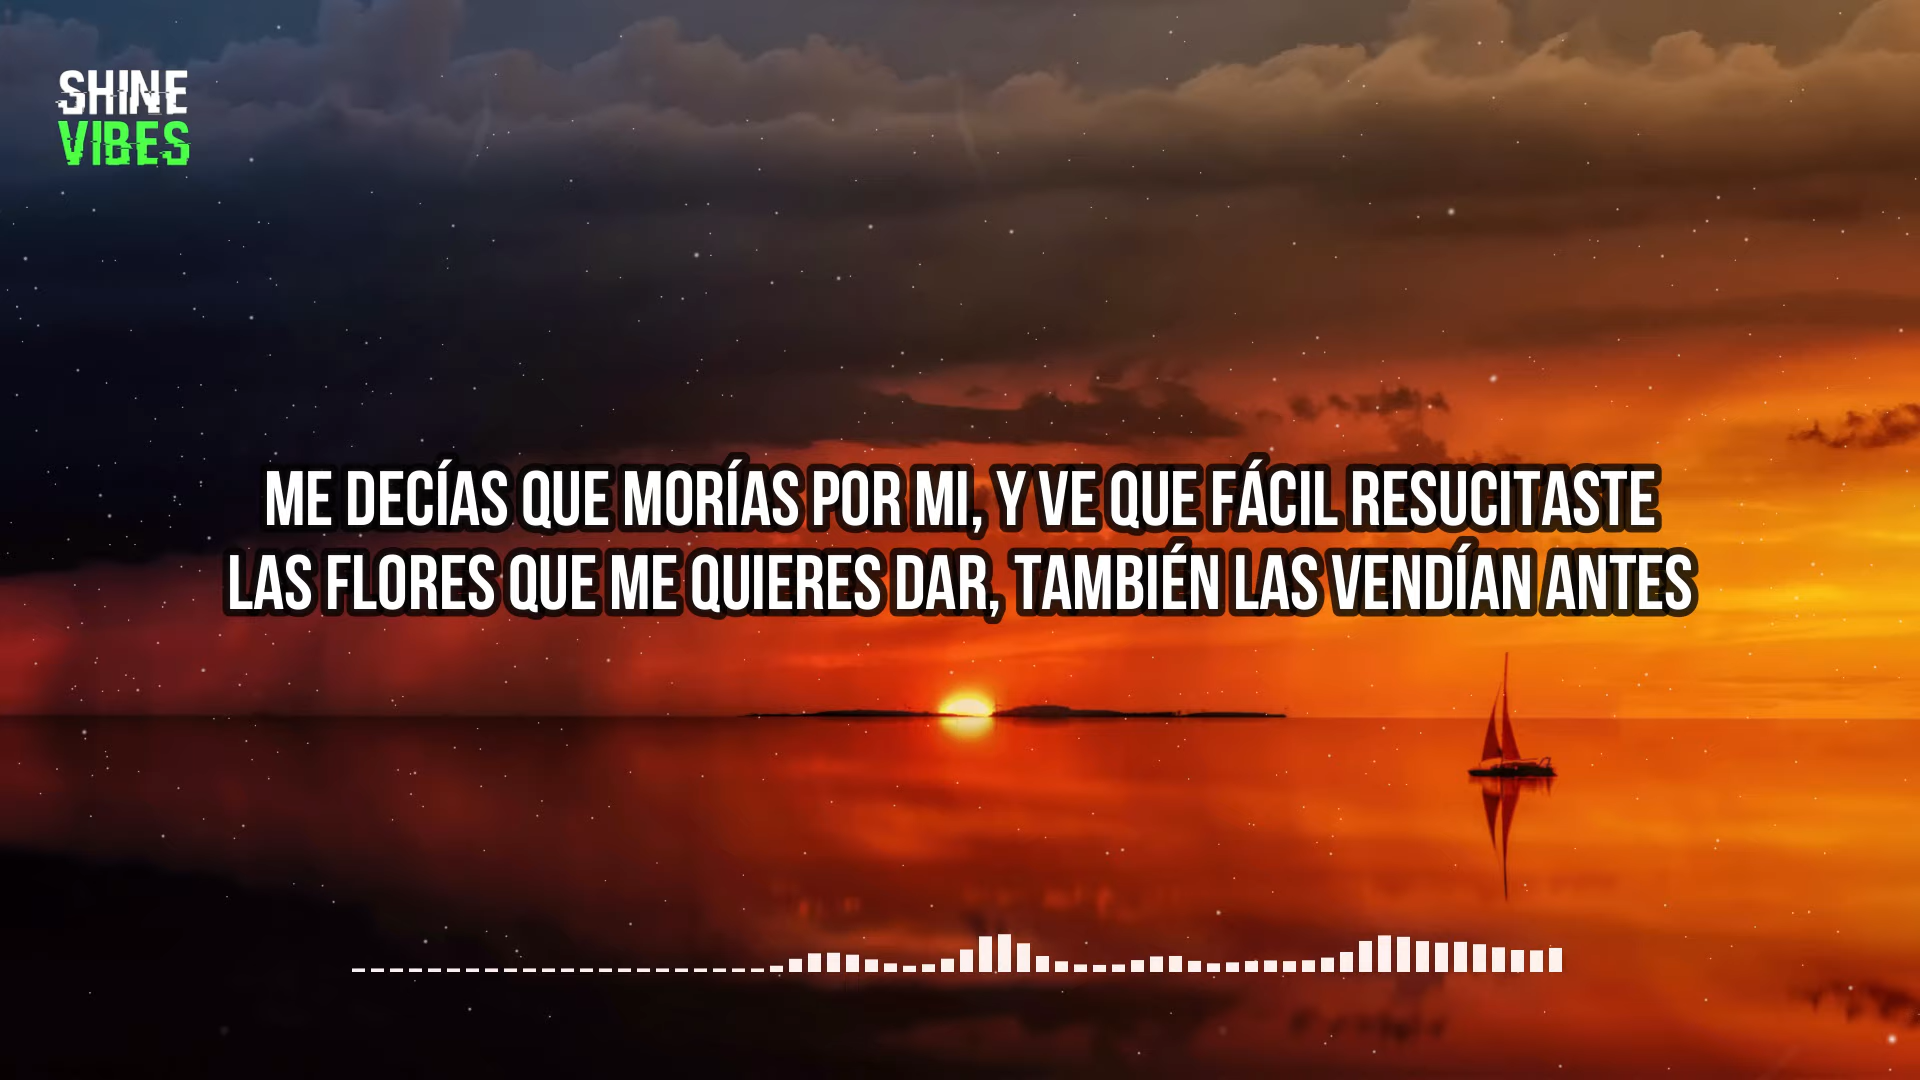 SHINE
VIBES
ME DECÍAS QUE MORÍAS POR MI, Y VE QUE FÁCIL RESUCITASTE
LAS FLORES QUE ME QUIERES DAR, TAMBIÉN LAS VENDÍAN ANTES